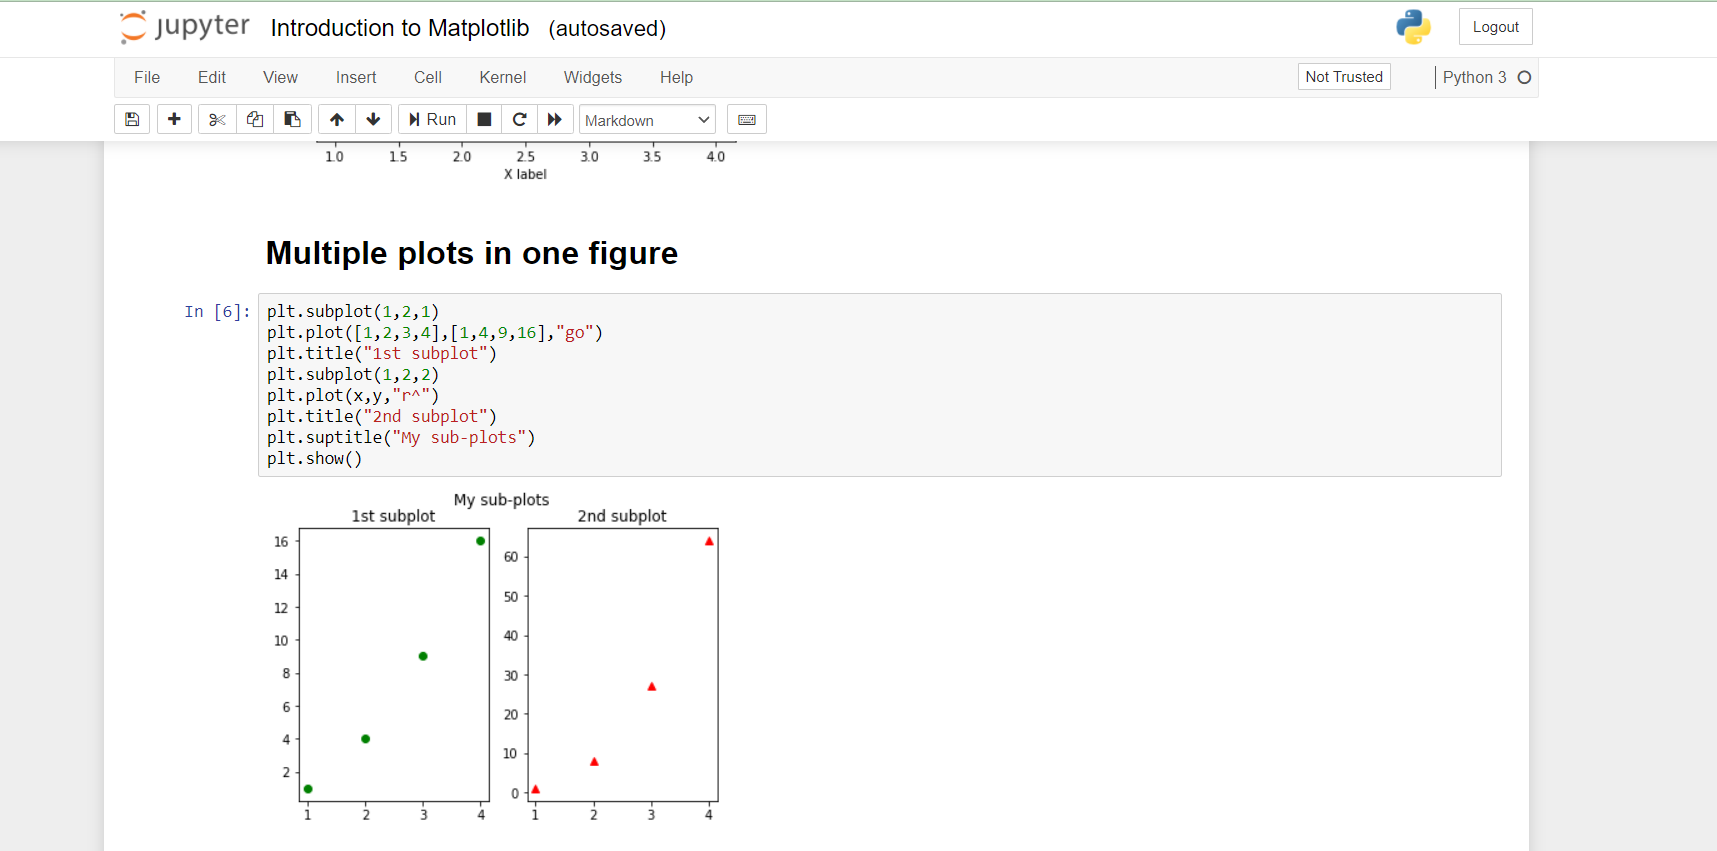 jupyter Introduction to Matplotlib (autosaved) Logout
File Edit View Insert Cell Kernel Widgets Help Not Trusted Python 3
Run Markdown
1.0 1.5 2.0 2.5 3.0 3.5 4.0
X label
Multiple plots in one figure
In [6]: plt.subplot(1,2,1)
plt.plot([1,2,3,4],[1,4,9,16],"go")
plt.title("1st subplot")
plt.subplot(1,2,2)
plt.plot(x,y,"r^")
plt.title("2nd subplot")
plt.suptitle("My sub-plots")
plt.show()
My sub-plots
1st subplot
16
14
12
10
8
6
4
2
1 2 3 4
2nd subplot
60
50
40
30
20
10
0
1 2 3 4